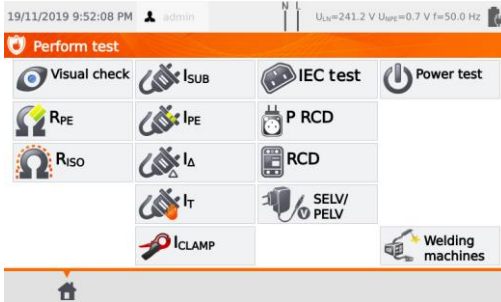 19/11/2019 9:52:08 PM admin N L ULN=241.2 V UNPE=0.7 V f=50.0 Hz
Perform test
Visual check ISUB IEC test Power test
RPE IPE P RCD
RISO I∆ RCD
IT SELV/
V PELV
ICLAMP Welding
machines